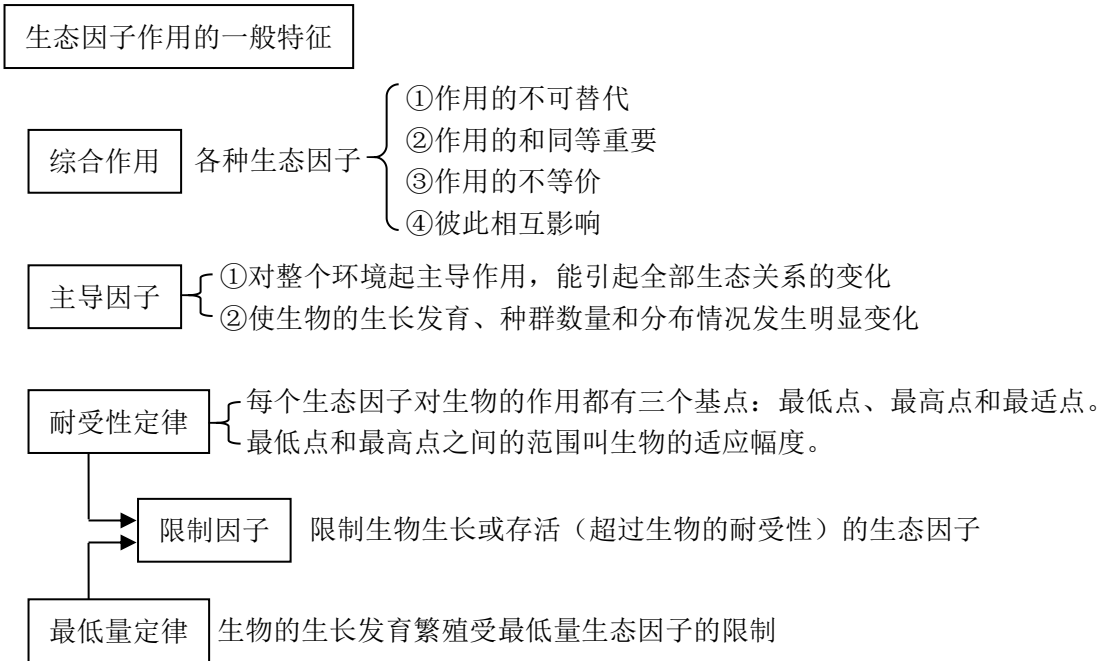 生态因子作用的一般特征
①作用的不可替代
②作用的和同等重要
综合作用 各种生态因子
③作用的不等价
④彼此相互影响
主导因子
①对整个环境起主导作用，能引起全部生态关系的变化
②使生物的生长发育、种群数量和分布情况发生明显变化
耐受性定律
每个生态因子对生物的作用都有三个基点：最低点、最高点和最适点。
最低点和最高点之间的范围叫生物的适应幅度。
限制因子 限制生物生长或存活（超过生物的耐受性）的生态因子
最低量定律 生物的生长发育繁殖受最低量生态因子的限制